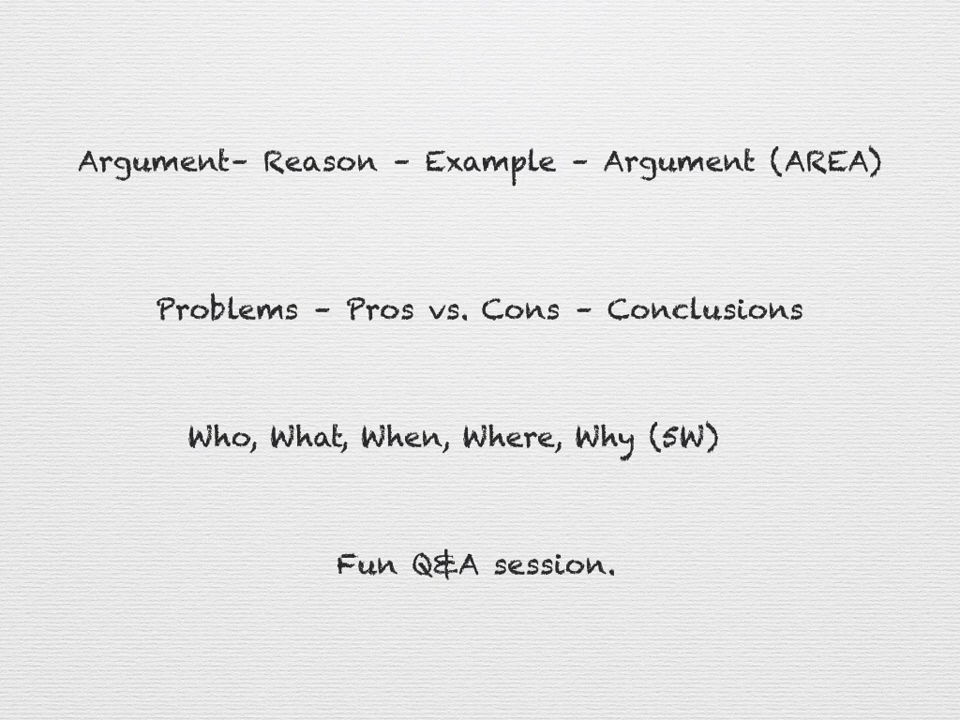 Argument- Reason - Example - Argument (AREA)
Problems - Pros vs. Cons - Conclusions
Who, What, When, Where, Why (5W)
Fun Q&A session.